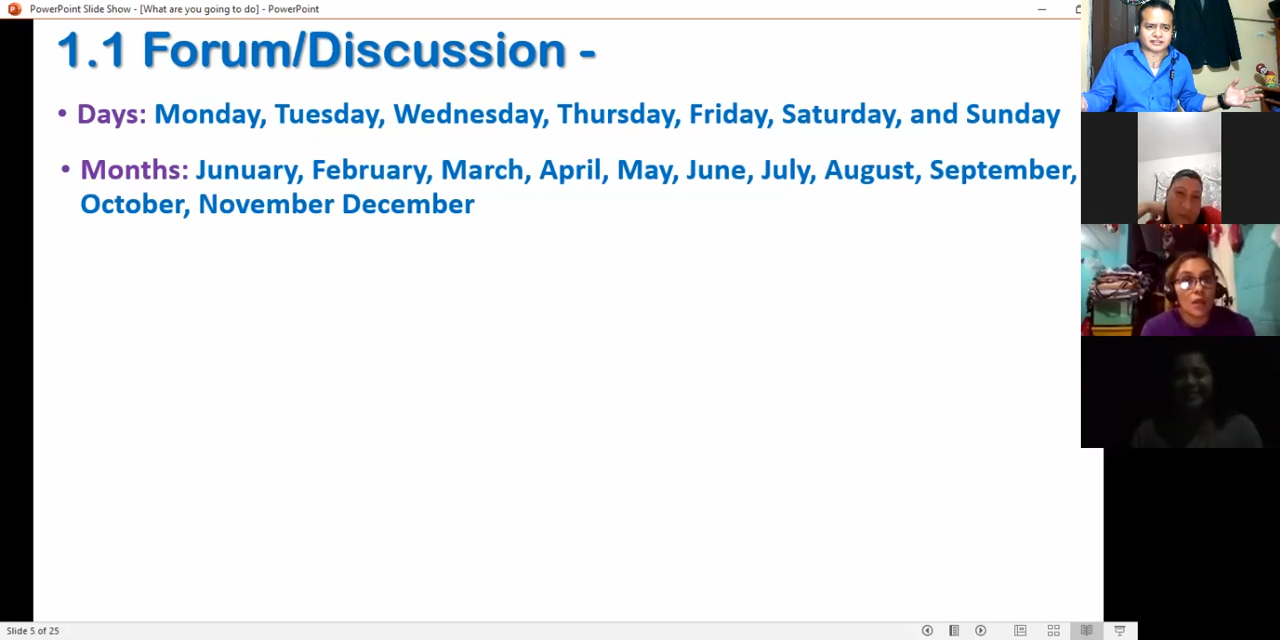 PowerPoint Slide Show - [What are you going to do] - PowerPoint
1.1 Forum/Discussion -
• Days: Monday, Tuesday, Wednesday, Thursday, Friday, Saturday, and Sunday
• Months: Junuary, February, March, April, May, June, July, August, September,
October, November December
Slide 5 of 25